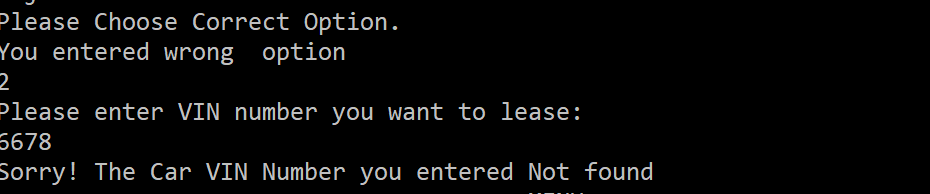 Please Choose Correct Option.
You entered wrong  option
2
Please enter VIN number you want to lease:
6678
Sorry! The Car VIN Number you entered Not found